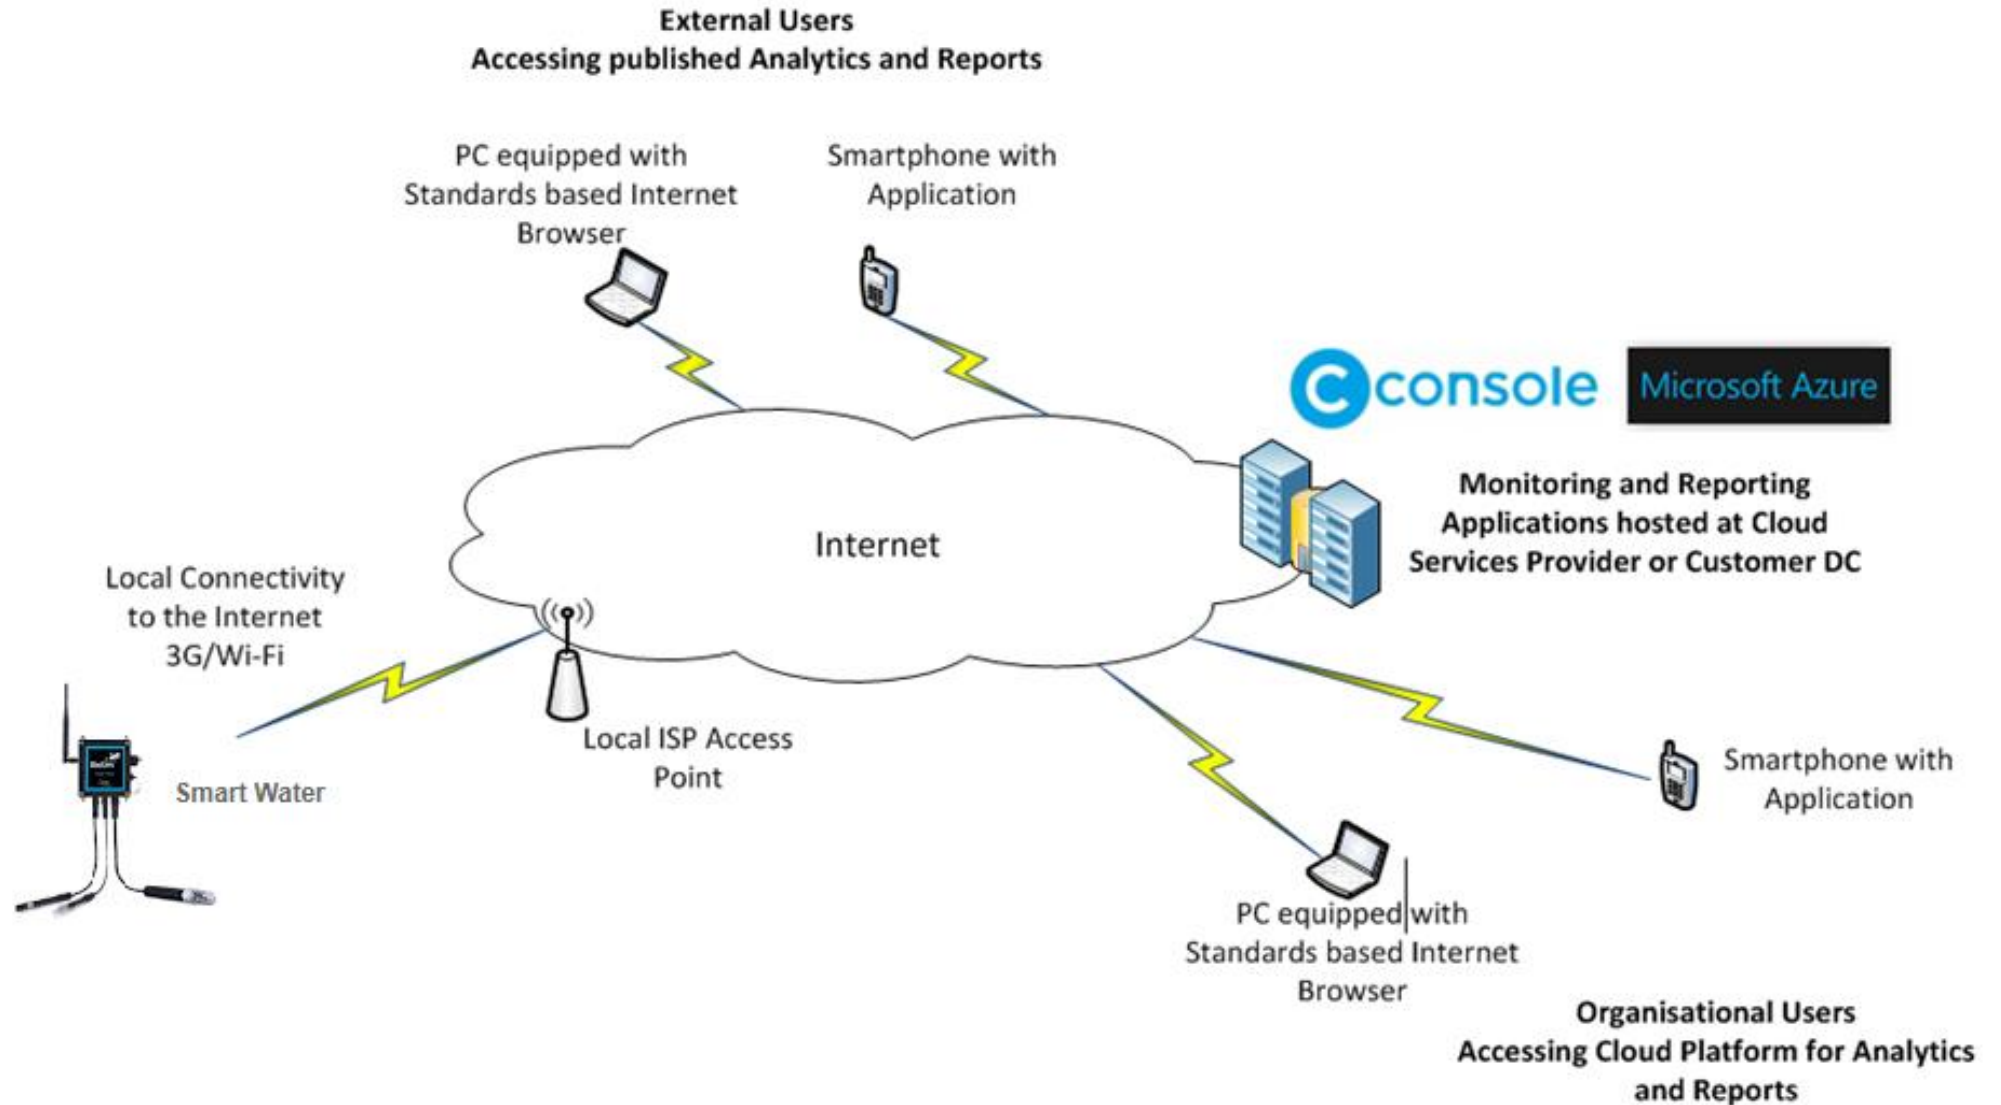 External Users
Accessing published Analytics and Reports
PC equipped with
Standards based Internet
Browser
Smartphone with
Application
console
Microsoft Azure
Monitoring and Reporting
Applications hosted at Cloud
Services Provider or Customer DC
Internet
Local Connectivity
to the Internet
3G/Wi-Fi
Local ISP Access
Point
Smart Water
Smartphone with
Application
PC equipped with
Standards based Internet
Browser
Organisational Users
Accessing Cloud Platform for Analytics
and Reports